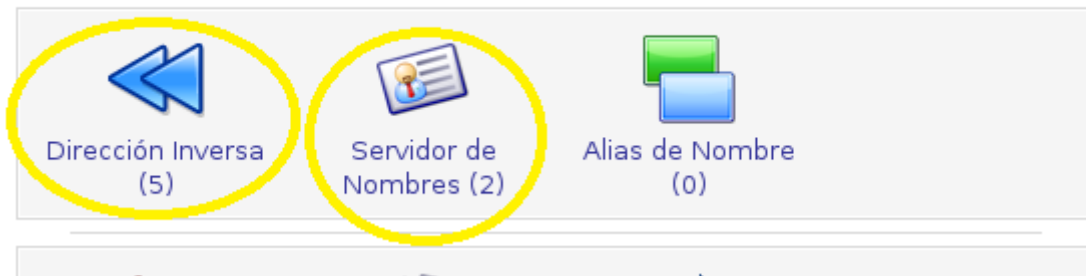 Dirección Inversa
(5)
Servidor de
Nombres (2)
Alias de Nombre
(0)